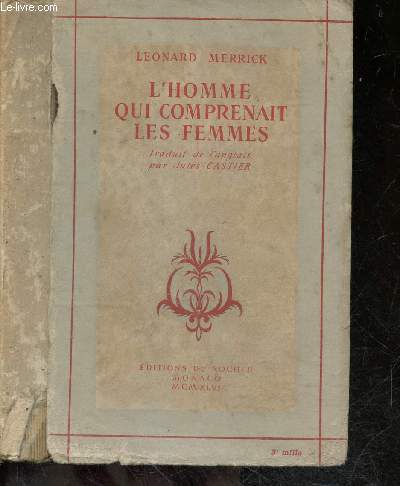 Le-livre.com
LEONARD MERRICK
L'HOMME
QUI COMPRENAIT
LES FEMMES
Traduit de l'anglais
par Jules CASTIER
EDITIONS DU ROCHER
MONACO
3e mille